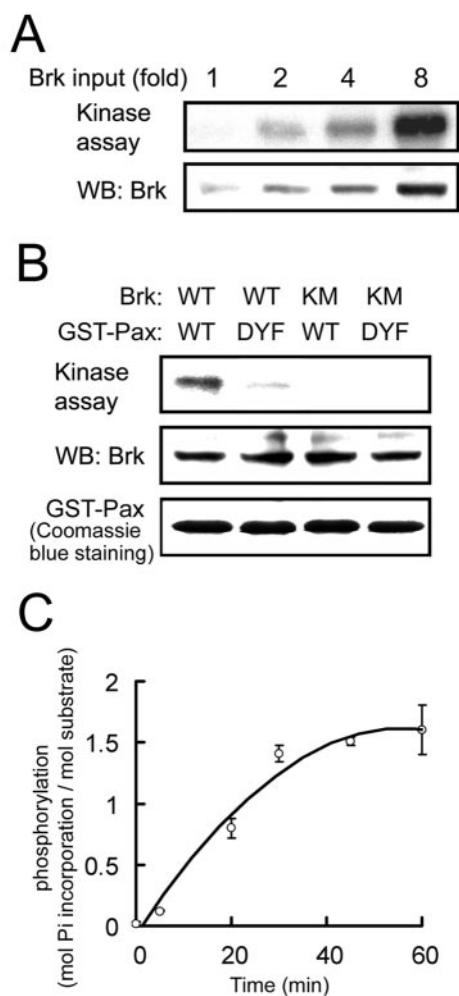 A
Brk input (fold) 1 2 4 8
Kinase
assay
WB: Brk
B
Brk: WT WT KM KM
GST-Pax: WT DYF WT DYF
Kinase
assay
WB: Brk
GST-Pax
(Coomassie
blue staining)
C
phosphorylation
(mol Pi incorporation / mol substrate)
2
1.5
1
0.5
0
0 20 40 60
Time (min)